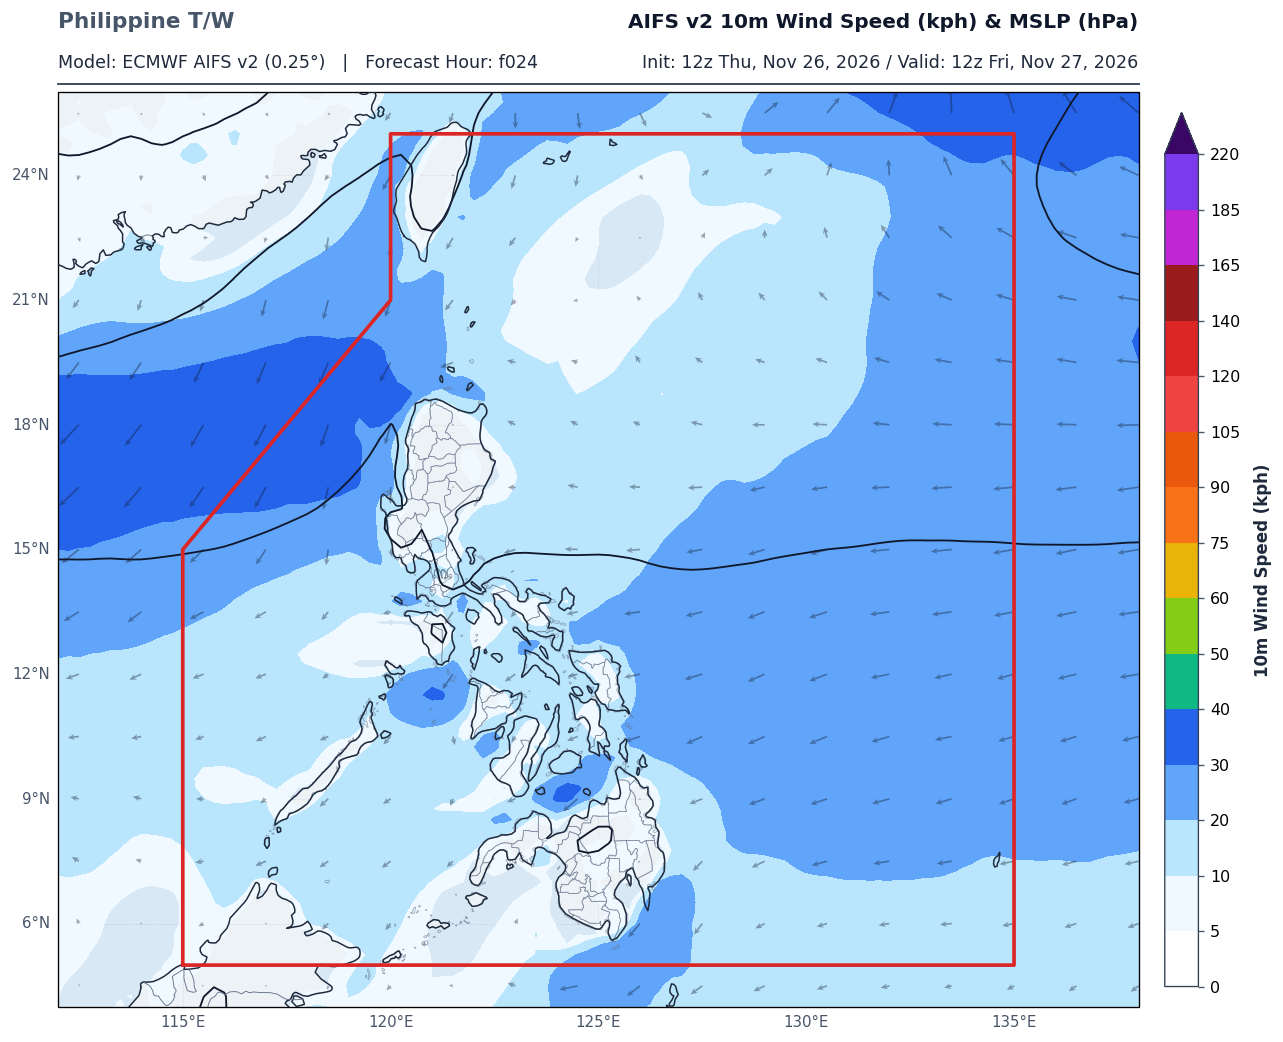 Philippine T/W
AIFS v2 10m Wind Speed (kph) & MSLP (hPa)
Model: ECMWF AIFS v2 (0.25°)   |   Forecast Hour: f024
Init: 12z Thu, Nov 26, 2026 / Valid: 12z Fri, Nov 27, 2026
24°N
21°N
18°N
15°N
12°N
9°N
6°N
115°E
120°E
125°E
130°E
135°E
220
185
165
140
120
105
90
75
60
50
40
30
20
10
5
0
10m Wind Speed (kph)